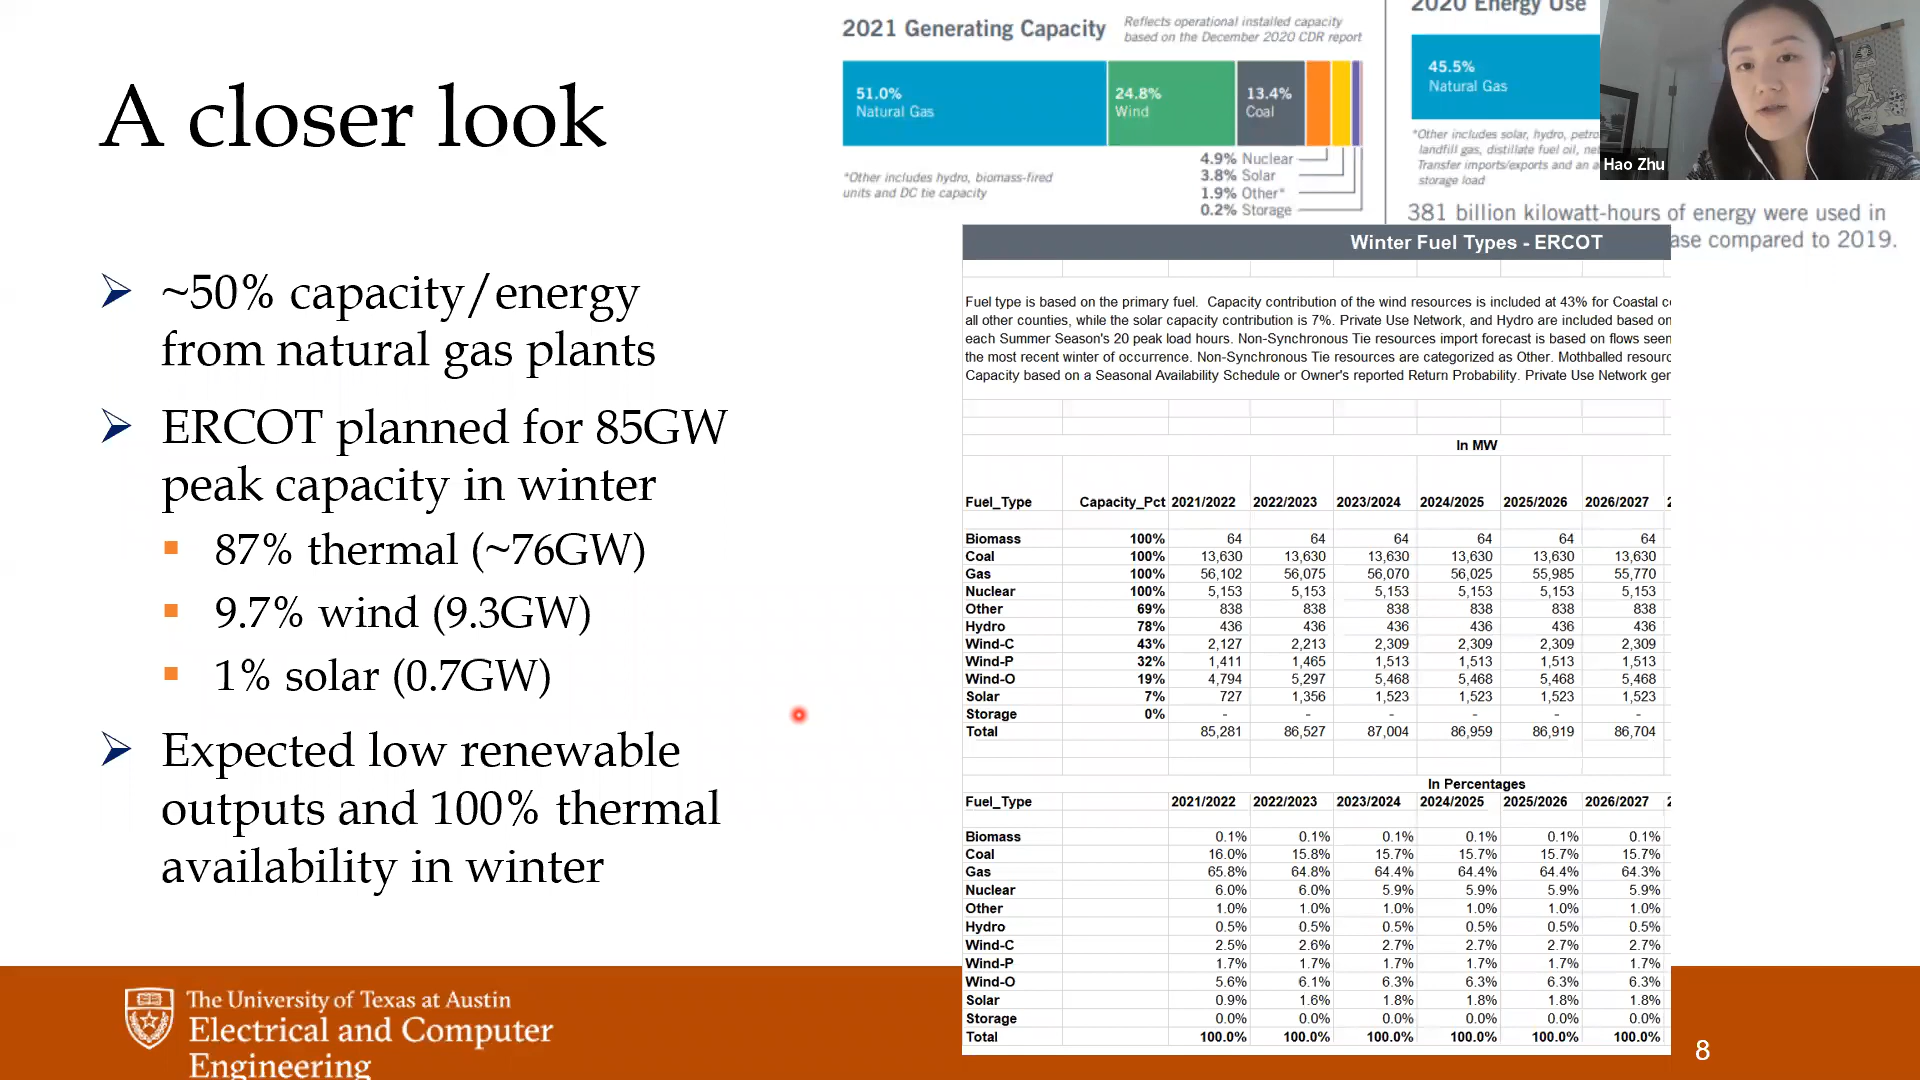 A closer look
~50% capacity/energy
from natural gas plants
ERCOT planned for 85GW
peak capacity in winter
87% thermal (~76GW)
9.7% wind (9.3GW)
1% solar (0.7GW)
Expected low renewable
outputs and 100% thermal
availability in winter
2021 Generating Capacity
Reflects operational installed capacity
based on the December 2020 CDR report
51.0%
Natural Gas
24.8%
Wind
13.4%
Coal
4.9% Nuclear
3.8% Solar
1.9% Other*
0.2% Storage
*Other includes hydro, biomass-fired
units and DC tie capacity
2020 Energy Use
45.5%
Natural Gas
*Other includes solar, hydro, petro
landfill gas, distillate fuel oil, net
Transfer imports/exports and an a
storage load
Hao Zhu
381 billion kilowatt-hours of energy were used in
ase compared to 2019.
Winter Fuel Types - ERCOT
Fuel type is based on the primary fuel. Capacity contribution of the wind resources is included at 43% for Coastal c
all other counties, while the solar capacity contribution is 7%. Private Use Network, and Hydro are included based on
each Summer Season's 20 peak load hours. Non-Synchronous Tie resources import forecast is based on flows seen
the most recent winter of occurrence. Non-Synchronous Tie resources are categorized as Other. Mothballed resourc
Capacity based on a Seasonal Availability Schedule or Owner's reported Return Probability. Private Use Network ger
In MW
Fuel_Type Capacity_Pct 2021/2022 2022/2023 2023/2024 2024/2025 2025/2026 2026/2027 2
Biomass 100% 64 64 64 64 64 64
Coal 100% 13,630 13,630 13,630 13,630 13,630 13,630
Gas 100% 56,102 56,075 56,070 56,025 55,985 55,770
Nuclear 100% 5,153 5,153 5,153 5,153 5,153 5,153
Other 69% 838 838 838 838 838 838
Hydro 78% 436 436 436 436 436 436
Wind-C 43% 2,127 2,213 2,309 2,309 2,309 2,309
Wind-P 32% 1,411 1,465 1,513 1,513 1,513 1,513
Wind-O 19% 4,794 5,297 5,468 5,468 5,468 5,468
Solar 7% 727 1,356 1,523 1,523 1,523 1,523
Storage 0% - - - - - -
Total 85,281 86,527 87,004 86,959 86,919 86,704
In Percentages
Fuel_Type 2021/2022 2022/2023 2023/2024 2024/2025 2025/2026 2026/2027 2
Biomass 0.1% 0.1% 0.1% 0.1% 0.1% 0.1%
Coal 16.0% 15.8% 15.7% 15.7% 15.7% 15.7%
Gas 65.8% 64.8% 64.4% 64.4% 64.4% 64.3%
Nuclear 6.0% 6.0% 5.9% 5.9% 5.9% 5.9%
Other 1.0% 1.0% 1.0% 1.0% 1.0% 1.0%
Hydro 0.5% 0.5% 0.5% 0.5% 0.5% 0.5%
Wind-C 2.5% 2.6% 2.7% 2.7% 2.7% 2.7%
Wind-P 1.7% 1.7% 1.7% 1.7% 1.7% 1.7%
Wind-O 5.6% 6.1% 6.3% 6.3% 6.3% 6.3%
Solar 0.9% 1.6% 1.8% 1.8% 1.8% 1.8%
Storage 0.0% 0.0% 0.0% 0.0% 0.0% 0.0%
Total 100.0% 100.0% 100.0% 100.0% 100.0% 100.0%
The University of Texas at Austin
Electrical and Computer
Engineering
8